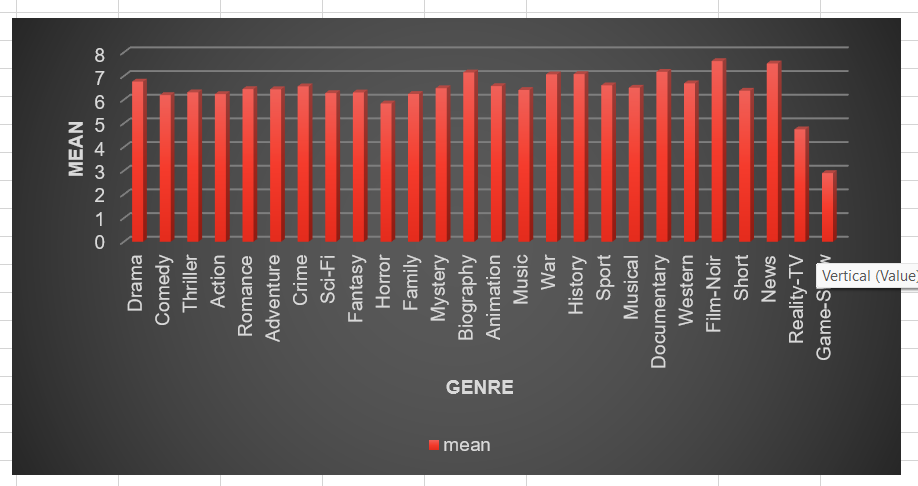 8
7
6
5
4
3
2
1
0
MEAN
Drama
Comedy
Thriller
Action
Romance
Adventure
Crime
Sci-Fi
Fantasy
Horror
Family
Mystery
Biography
Animation
Music
War
History
Sport
Musical
Documentary
Western
Film-Noir
Short
News
Reality-TV
Vertical (Value)
GENRE
mean